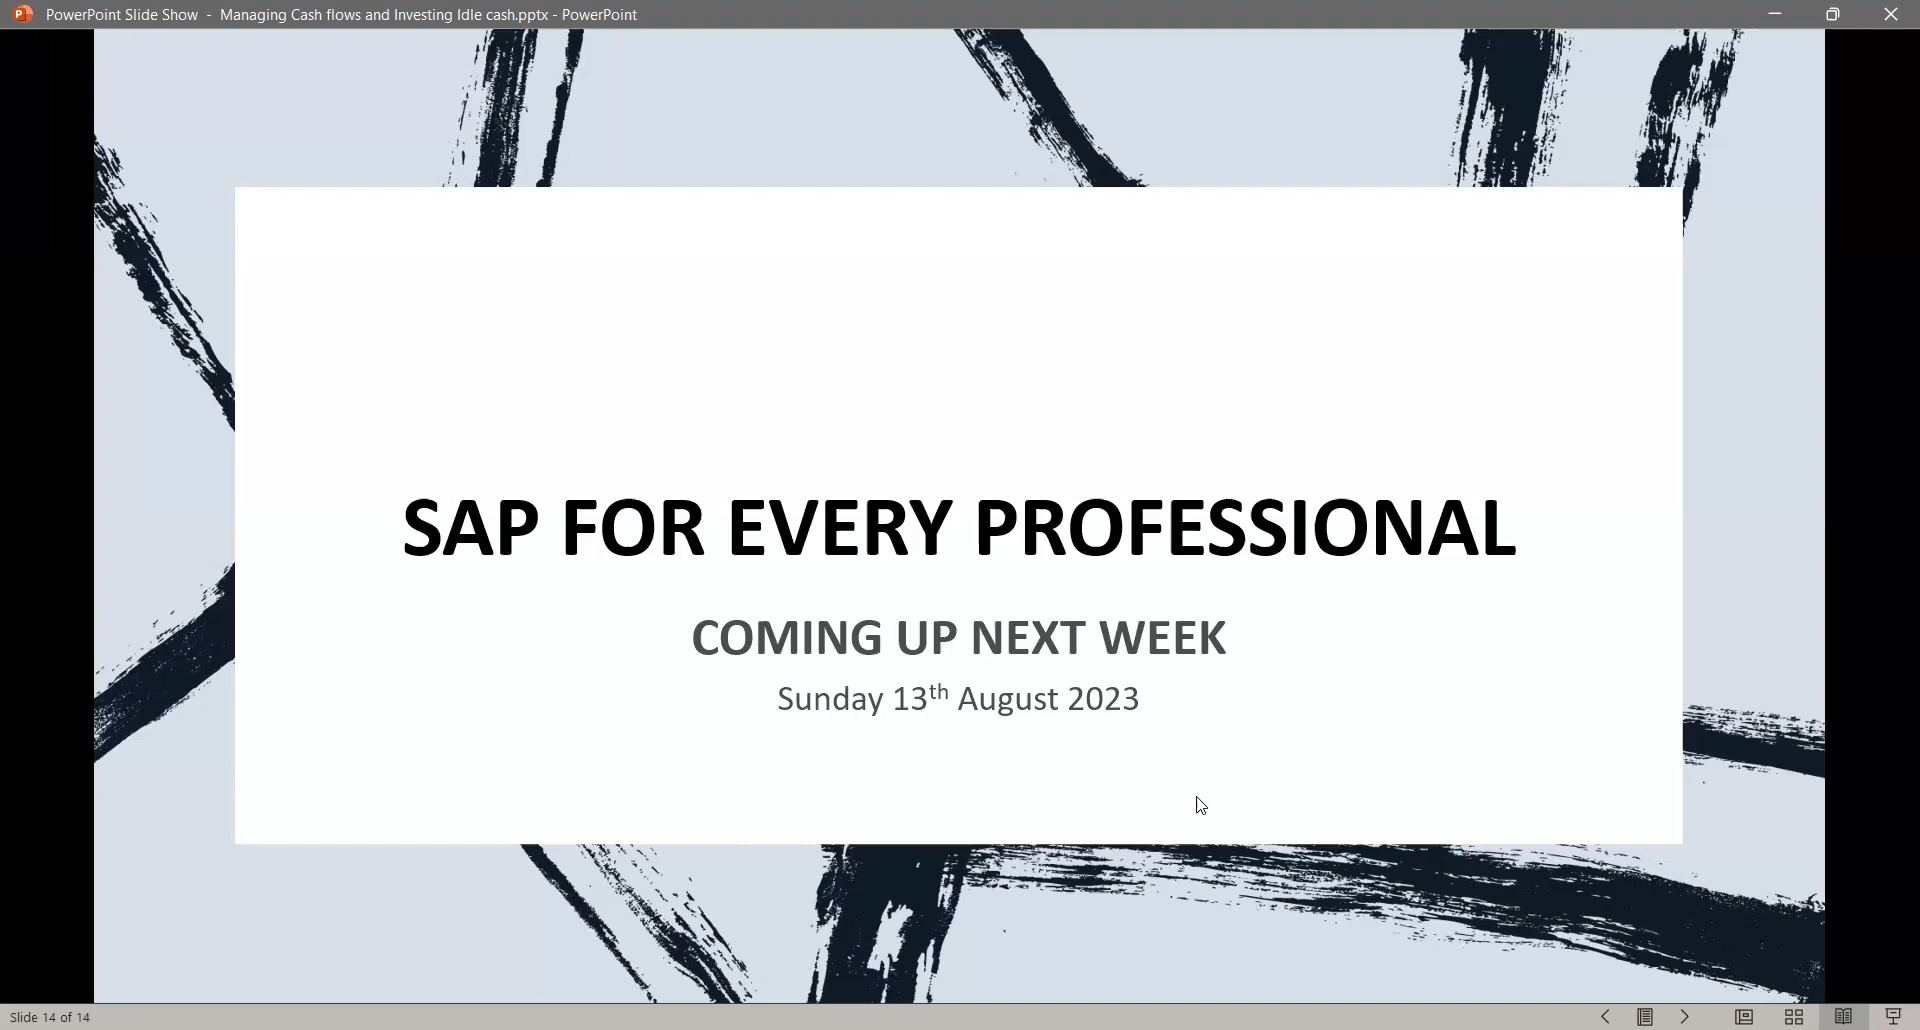 PowerPoint Slide Show - Managing Cash flows and Investing Idle cash.pptx - PowerPoint
SAP FOR EVERY PROFESSIONAL
COMING UP NEXT WEEK
Sunday 13th August 2023
Slide 14 of 14